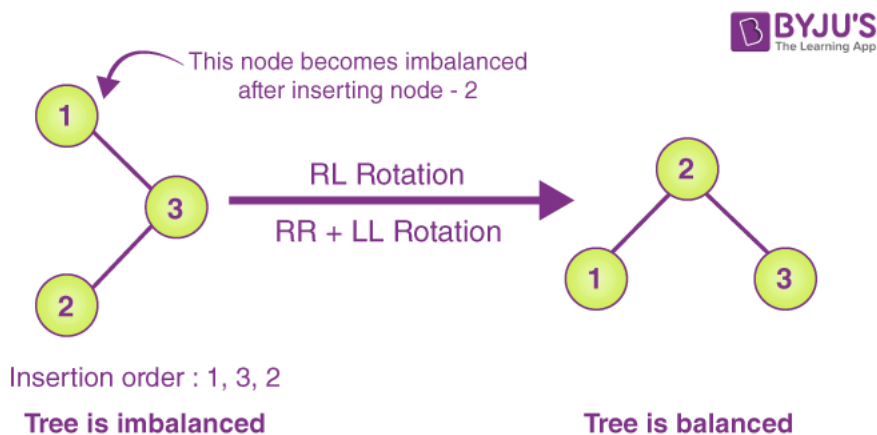 BYJU'S
The Learning App
This node becomes imbalanced
after inserting node - 2
1
3
2
RL Rotation
RR + LL Rotation
2
1
3
Insertion order : 1, 3, 2
Tree is imbalanced
Tree is balanced